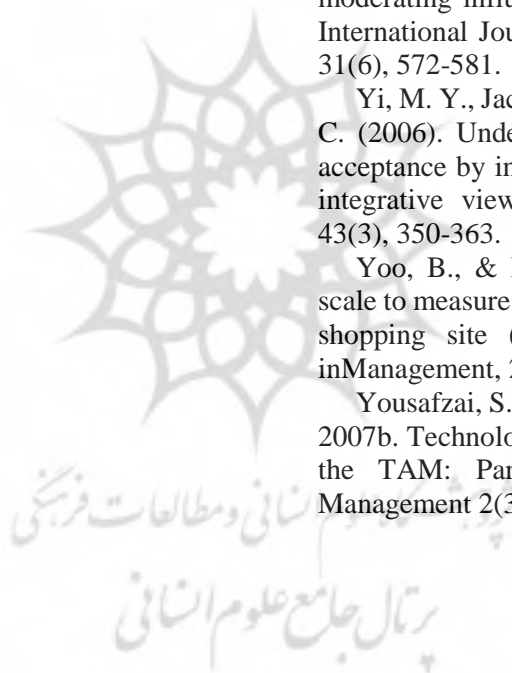 moderating influ
International Jou
31(6), 572-581.
Yi, M. Y., Jac
C. (2006). Unde
acceptance by in
integrative view
43(3), 350-363.
Yoo, B., &
scale to measure
shopping site (
inManagement, 2
Yousafzai, S.
2007b. Technolo
the TAM: Par
Management 2(3
انسانی و مطالعات فرهنگی
پرتال جامع علوم انسانی